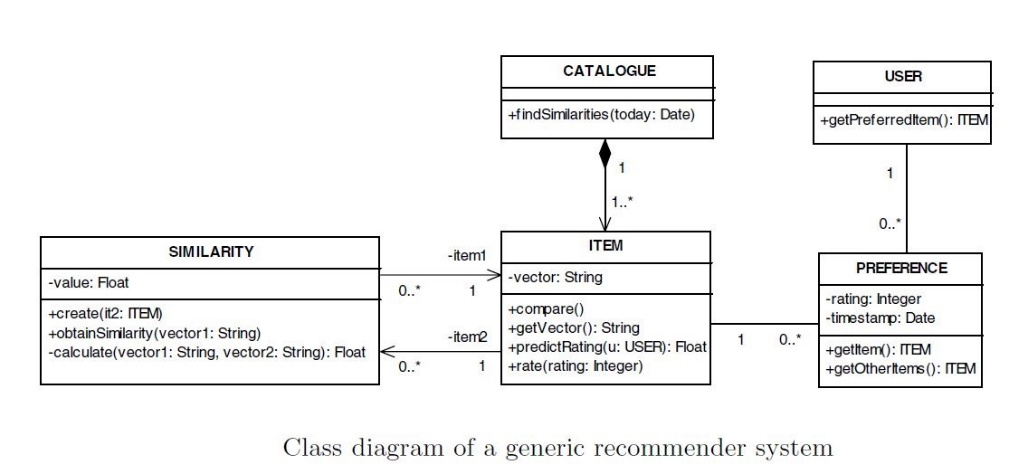 CATALOGUE
+findSimilarities(today: Date)
USER
+getPreferredItem(): ITEM
1
1..*
1
0..*
SIMILARITY
-value: Float
+create(it2: ITEM)
+obtainSimilarity(vector1: String)
-calculate(vector1: String, vector2: String): Float
-item1
0..*
1
-item2
0..*
1
ITEM
-vector: String
+compare()
+getVector(): String
+predictRating(u: USER): Float
+rate(rating: Integer)
1
0..*
PREFERENCE
-rating: Integer
-timestamp: Date
+getItem(): ITEM
+getOtherItems(): ITEM
Class diagram of a generic recommender system